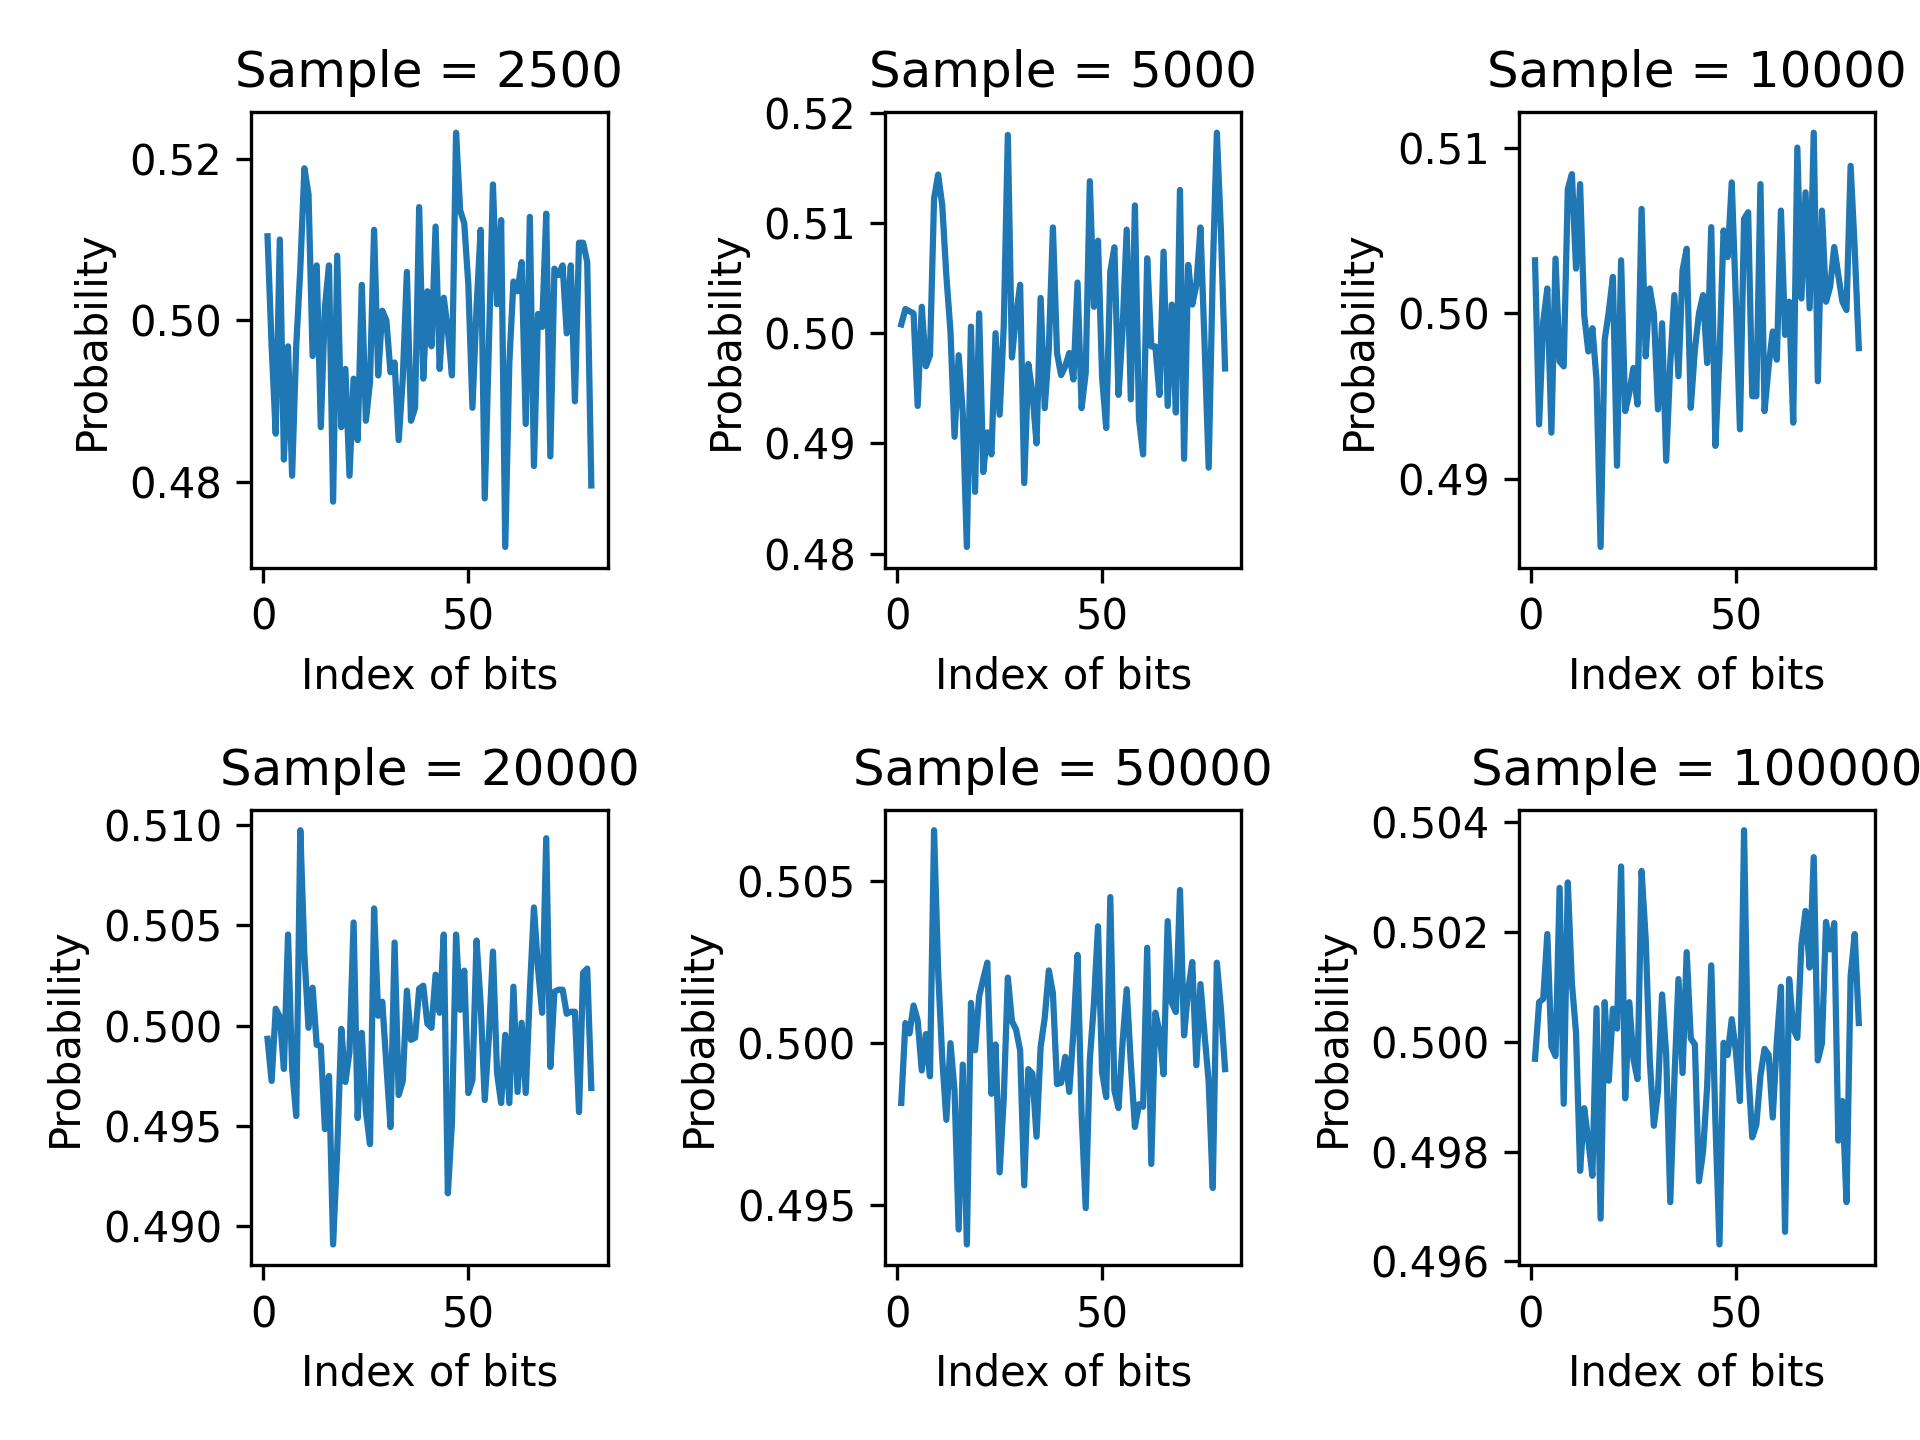 Sample = 2500
Probability
0.52
0.50
0.48
0
50
Index of bits
Sample = 5000
Probability
0.52
0.51
0.50
0.49
0.48
0
50
Index of bits
Sample = 10000
Probability
0.51
0.50
0.49
0
50
Index of bits
Sample = 20000
Probability
0.510
0.505
0.500
0.495
0.490
0
50
Index of bits
Sample = 50000
Probability
0.505
0.500
0.495
0
50
Index of bits
Sample = 100000
Probability
0.504
0.502
0.500
0.498
0.496
0
50
Index of bits